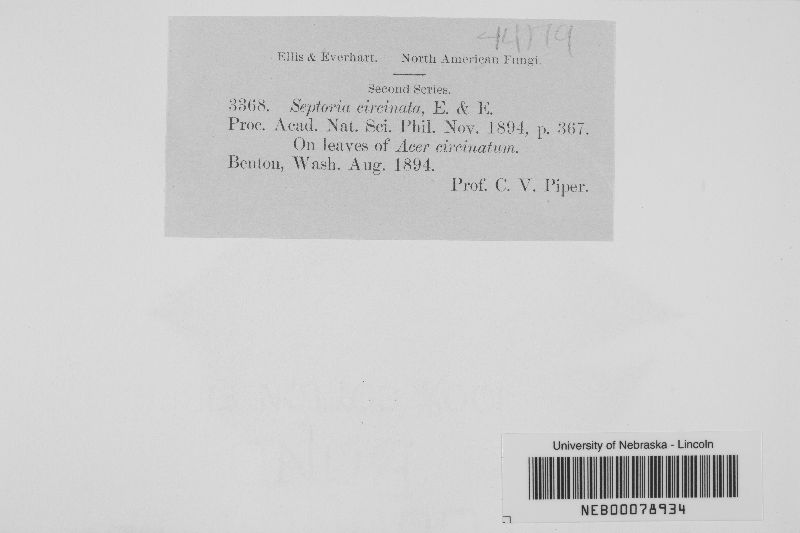 44179
Ellis & Everhart. North American Fungi.
Second Series.
3368. Septoria circinata, E. & E.
Proc. Acad. Nat. Sci. Phil. Nov. 1894, p. 367.
On leaves of Acer circinatum.
Benton, Wash. Aug. 1894.
Prof. C. V. Piper.
University of Nebraska - Lincoln
NEB00078934